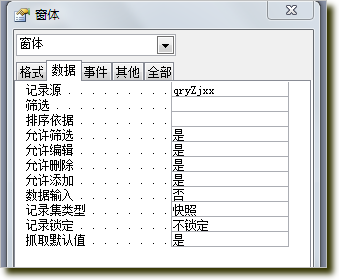 窗体
窗体
格式 数据 事件 其他 全部
记录源 . . . . . . . . . . qryZjxx
筛选 . . . . . . . . . . .
排序依据 . . . . . . . . .
允许筛选 . . . . . . . . . 是
允许编辑 . . . . . . . . . 是
允许删除 . . . . . . . . . 是
允许添加 . . . . . . . . . 是
数据输入 . . . . . . . . . 否
记录集类型 . . . . . . . . 快照
记录锁定 . . . . . . . . . 不锁定
抓取默认值 . . . . . . . . 是